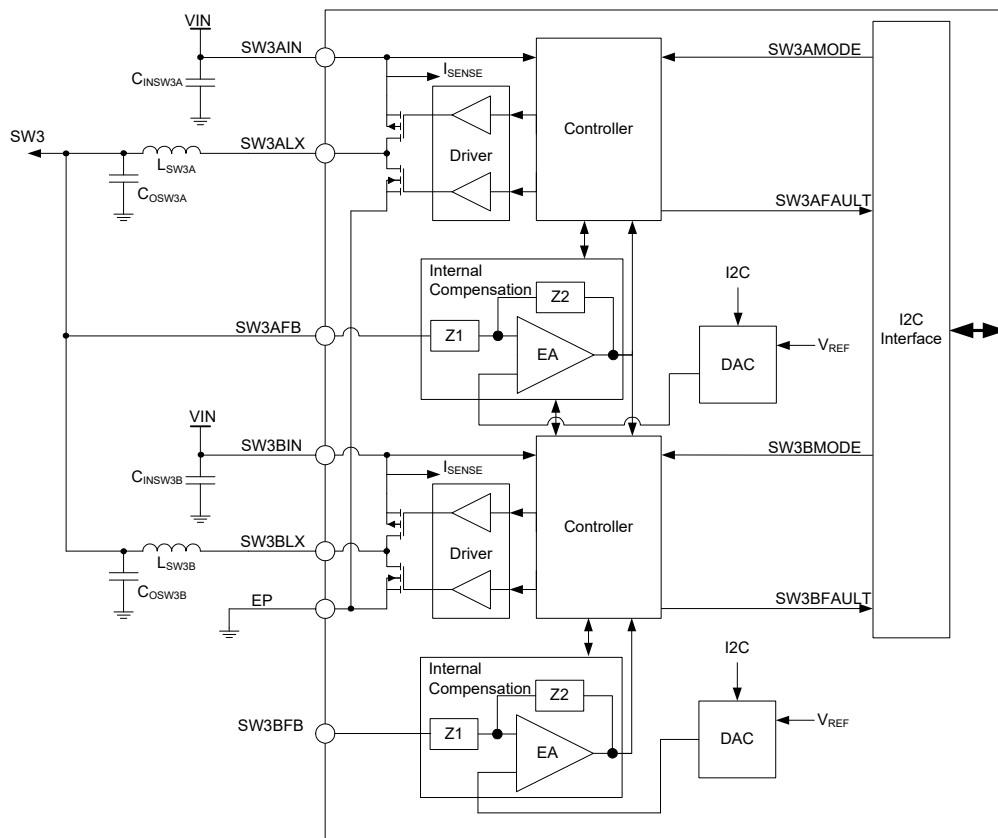 VIN
SW3AIN
SW3AMODE
CINSW3A
ISENSE
Controller
SW3
SW3ALX
Driver
LSW3A
COSW3A
SW3AFAULT
Internal
Compensation
Z2
I2C
I2C
Interface
SW3AFB
Z1
EA
VREF
DAC
VIN
SW3BIN
SW3BMODE
CINSW3B
ISENSE
Controller
SW3BLX
Driver
LSW3B
COSW3B
EP
SW3BFAULT
Internal
Compensation
Z2
I2C
SW3BFB
Z1
EA
VREF
DAC